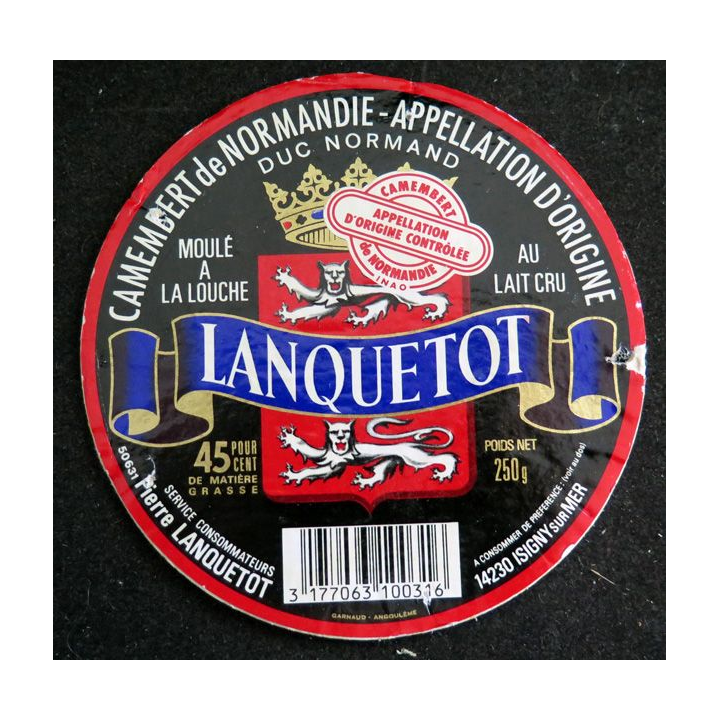 CAMEMBERT de NORMANDIE - APPELLATION D'ORIGINE
DUC NORMAND
CAMEMBERT
APPELLATION
D'ORIGINE CONTRÔLÉE
de NORMANDIE
INAO
MOULÉ
A
LA LOUCHE
AU
LAIT CRU
LANQUETOT
45 POUR CENT
DE MATIÈRE
GRASSE
POIDS NET
250g
SERVICE CONSOMMATEURS
50631 Pierre LANQUETOT
A CONSOMMER DE PREFERENCE : (voir au dos)
14230 ISIGNY SUR MER
3 177063 100316
GARNAUD - ANGOULÊME